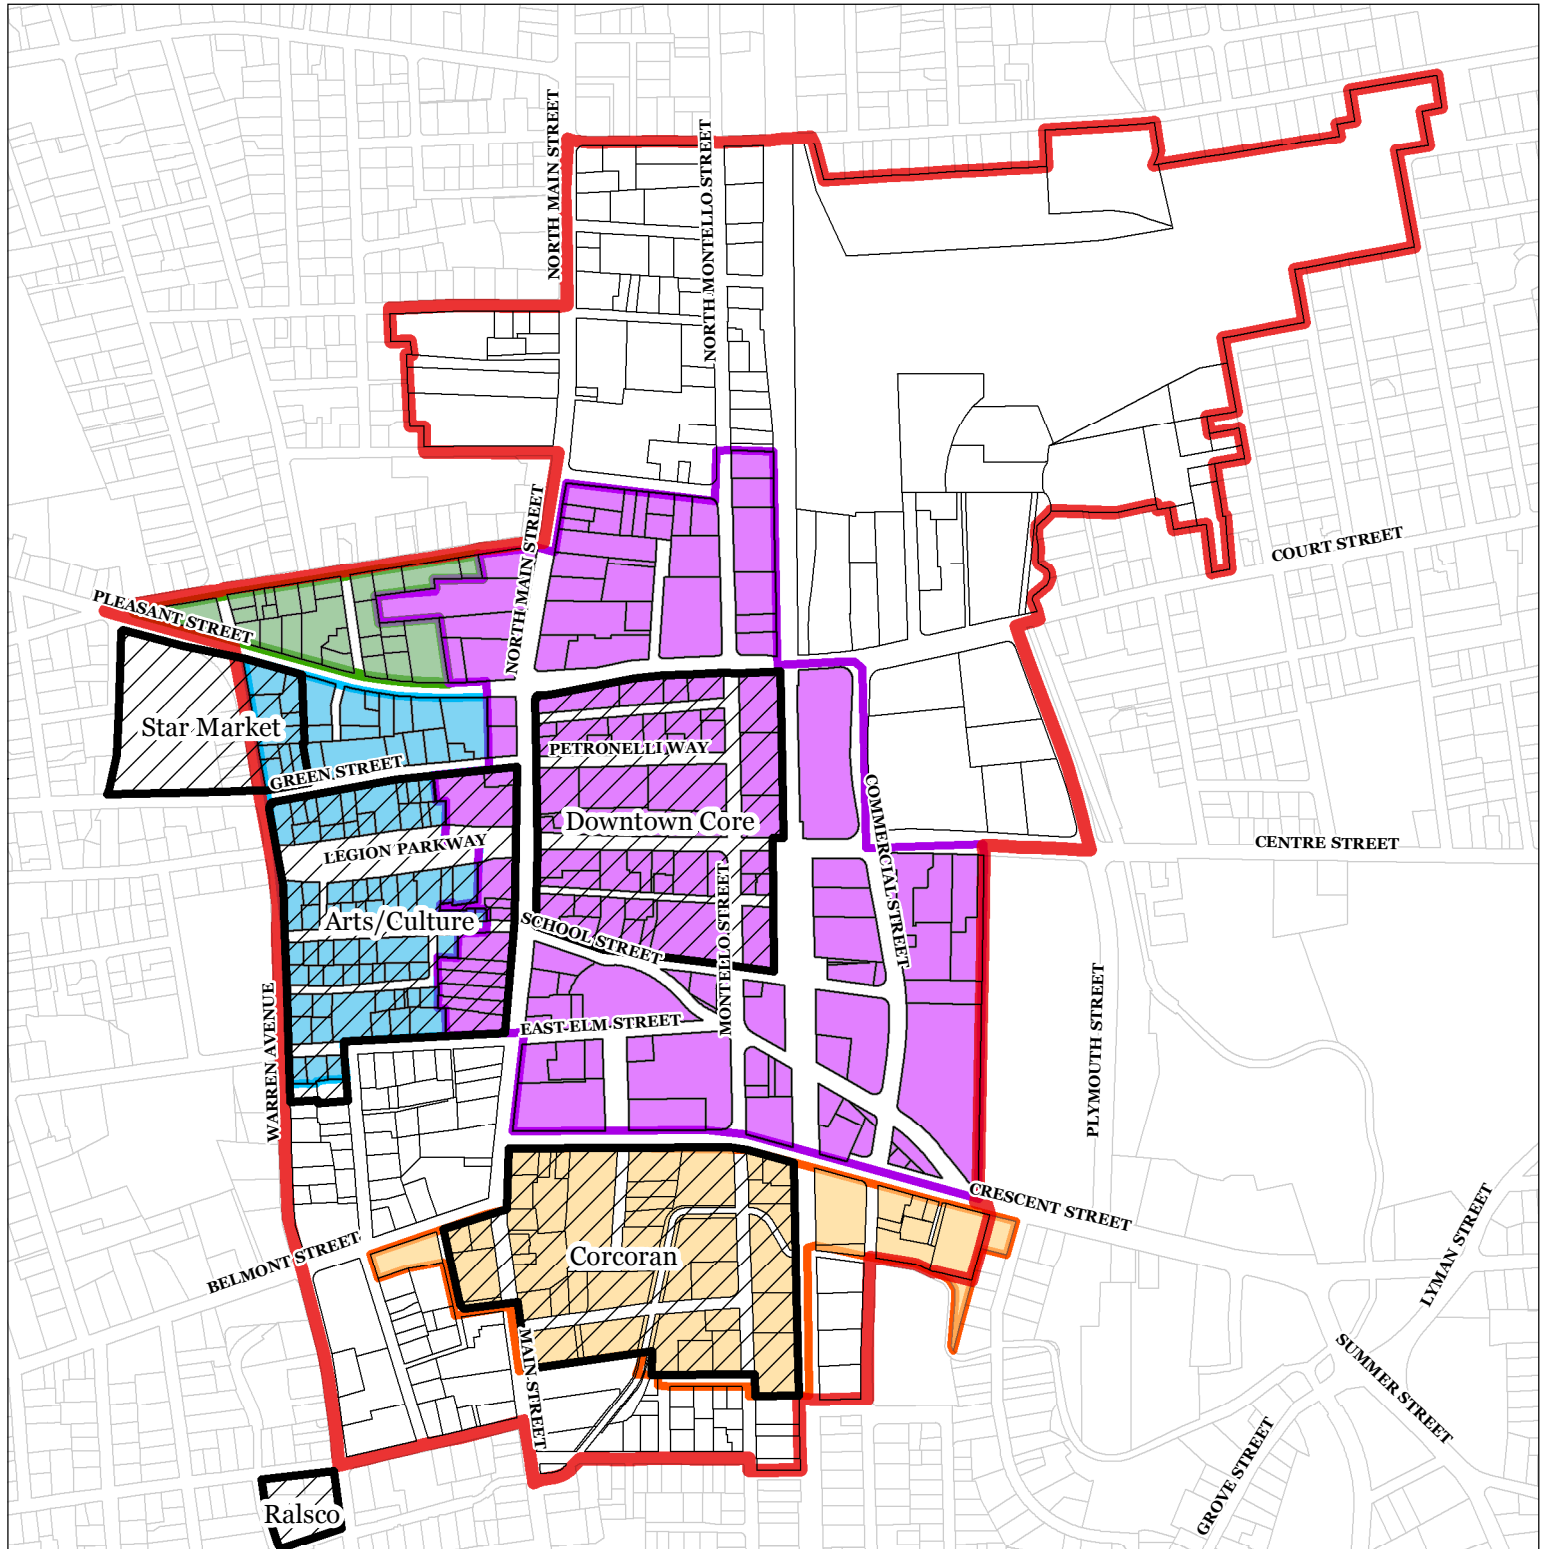 NORTH MAIN STREET
NORTH MONTELLO STREET
COURT STREET
PLEASANT STREET
NORTH MAIN STREET
Star Market
PETRONELLI WAY
GREEN STREET
Downtown Core
COMMERCIAL STREET
LEGION PARKWAY
CENTRE STREET
Arts/Culture
SCHOOL STREET
MONTELLO STREET
EAST ELM STREET
WARREN AVENUE
PLYMOUTH STREET
CRESCENT STREET
BELMONT STREET
Corcoran
LYMAN STREET
MAIN STREET
SUMMER STREET
GROVE STREET
Ralsco